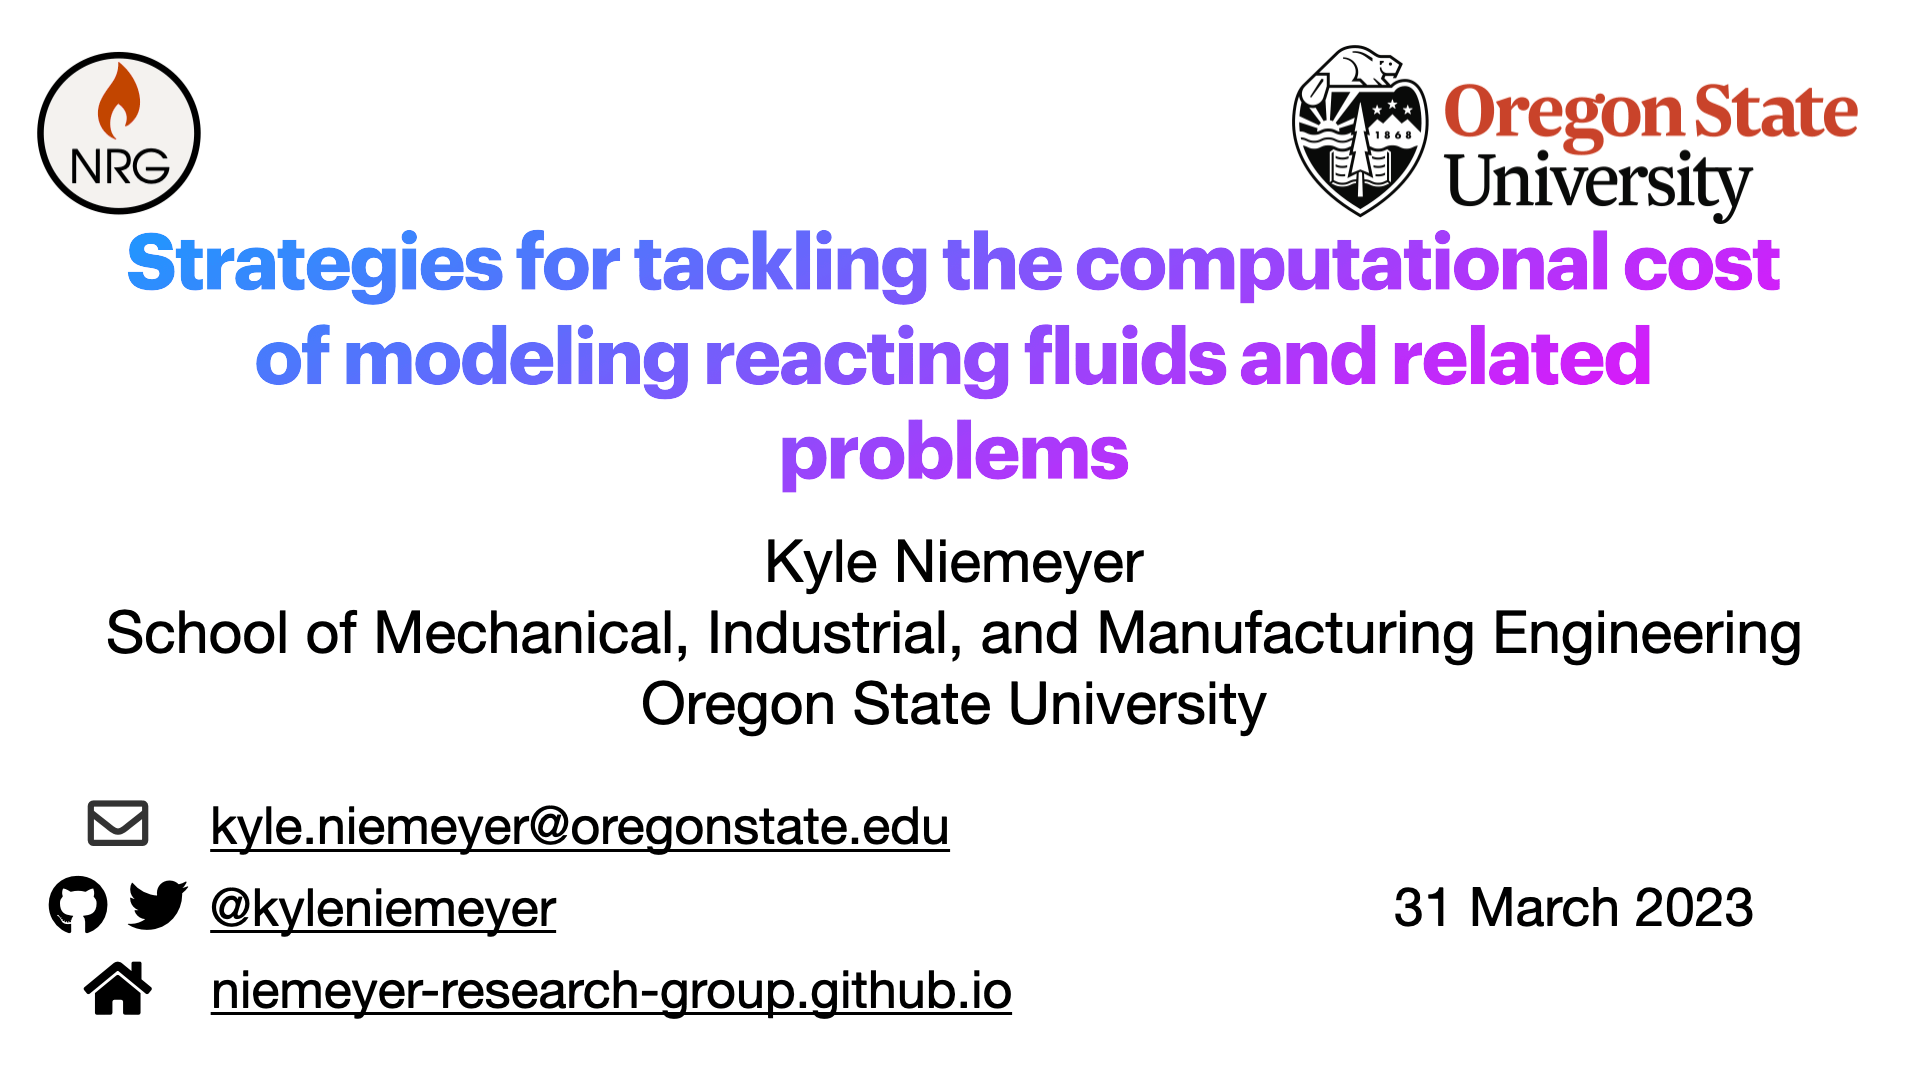 NRG
1868
Oregon State
University
Strategies for tackling the computational cost
of modeling reacting fluids and related
problems
Kyle Niemeyer
School of Mechanical, Industrial, and Manufacturing Engineering
Oregon State University
kyle.niemeyer@oregonstate.edu
@kyleniemeyer
31 March 2023
niemeyer-research-group.github.io